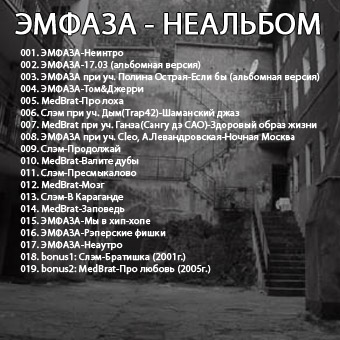 ЭМФАЗА - НЕАЛЬБОМ
001. ЭМФАЗА-Неинтро
002. ЭМФАЗА-17.03 (альбомная версия)
003. ЭМФАЗА при уч. Полина Острая-Если бы (альбомная версия)
004. ЭМФАЗА-Том&Джерри
005. MedBrat-Про лоха
006. Слэм при уч. Дым(Trap42)-Шаманский джаз
007. MedBrat при уч. Ганза(Сангу дэ САО)-Здоровый образ жизни
008. ЭМФАЗА при уч. Cleo, А.Левандровская-Ночная Москва
009. Слэм-Продолжай
010. MedBrat-Валите дубы
011. Слэм-Пресмыкалово
012. MedBrat-Мозг
013. Слэм-В Караганде
014. MedBrat-Заповедь
015. ЭМФАЗА-Мы в хип-хопе
016. ЭМФАЗА-Рэперские фишки
017. ЭМФАЗА-Неаутро
018. bonus1: Слэм-Братишка (2001г.)
019. bonus2: MedBrat-Про любовь (2005г.)